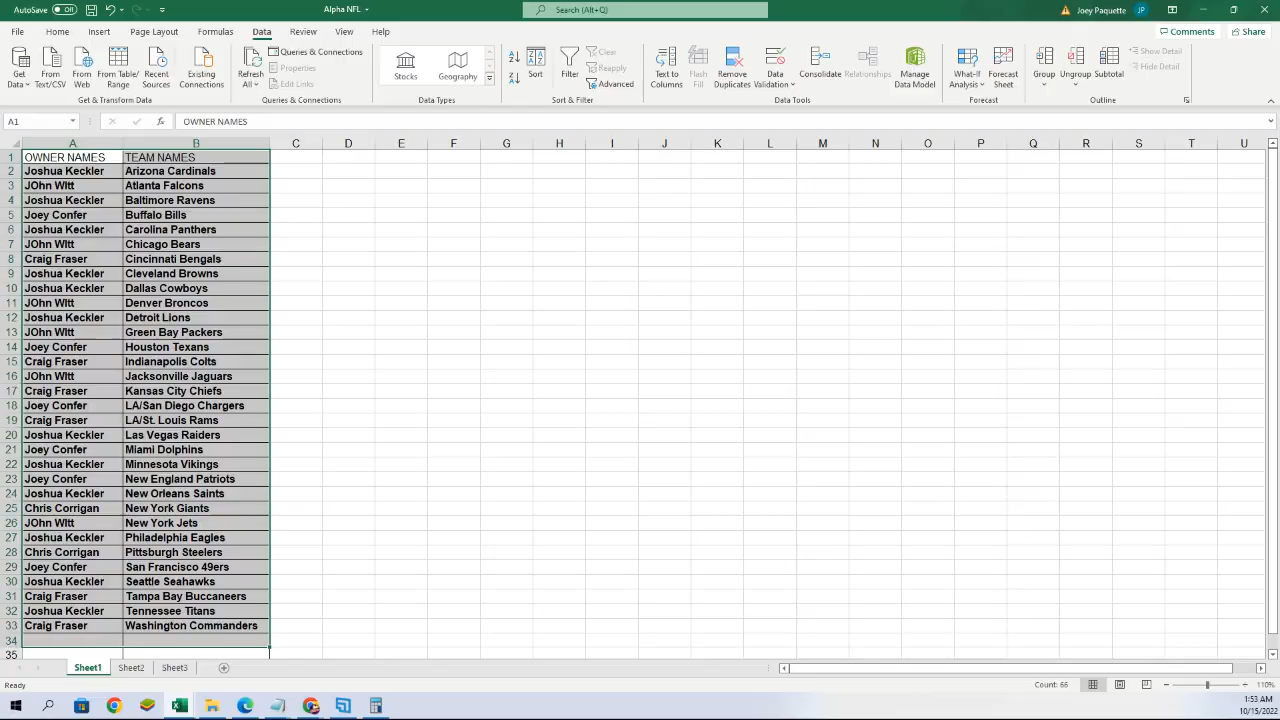 AutoSave Off
Alpha NFL
Search (Alt+Q)
Joey Paquette JP
File Home Insert Page Layout Formulas Data Review View Help
Comments Share
Get Data
From Text/CSV
From Web
From Table/Range
Recent Sources
Existing Connections
Get & Transform Data
Refresh All
Queries & Connections
Properties
Edit Links
Queries & Connections
Stocks
Geography
Data Types
Sort
Filter
Clear
Reapply
Advanced
Sort & Filter
Text to Columns
Flash Fill
Remove Duplicates
Data Validation
Consolidate
Relationships
Manage Data Model
Data Tools
What-If Analysis
Forecast Sheet
Forecast
Group
Ungroup
Subtotal
Show Detail
Hide Detail
Outline
A1 fx OWNER NAMES
A B C D E F G H I J K L M N O P Q R S T U
1 OWNER NAMES TEAM NAMES
2 Joshua Keckler Arizona Cardinals
3 JOhn WItt Atlanta Falcons
4 Joshua Keckler Baltimore Ravens
5 Joey Confer Buffalo Bills
6 Joshua Keckler Carolina Panthers
7 JOhn WItt Chicago Bears
8 Craig Fraser Cincinnati Bengals
9 Joshua Keckler Cleveland Browns
10 Joshua Keckler Dallas Cowboys
11 JOhn WItt Denver Broncos
12 Joshua Keckler Detroit Lions
13 JOhn WItt Green Bay Packers
14 Joey Confer Houston Texans
15 Craig Fraser Indianapolis Colts
16 JOhn WItt Jacksonville Jaguars
17 Craig Fraser Kansas City Chiefs
18 Joey Confer LA/San Diego Chargers
19 Craig Fraser LA/St. Louis Rams
20 Joshua Keckler Las Vegas Raiders
21 Joey Confer Miami Dolphins
22 Joshua Keckler Minnesota Vikings
23 Joey Confer New England Patriots
24 Joshua Keckler New Orleans Saints
25 Chris Corrigan New York Giants
26 JOhn WItt New York Jets
27 Joshua Keckler Philadelphia Eagles
28 Chris Corrigan Pittsburgh Steelers
29 Joey Confer San Francisco 49ers
30 Joshua Keckler Seattle Seahawks
31 Craig Fraser Tampa Bay Buccaneers
32 Joshua Keckler Tennessee Titans
33 Craig Fraser Washington Commanders
34
35
Sheet1 Sheet2 Sheet3
Ready
Count: 66
110%
1:53 AM
10/15/2022